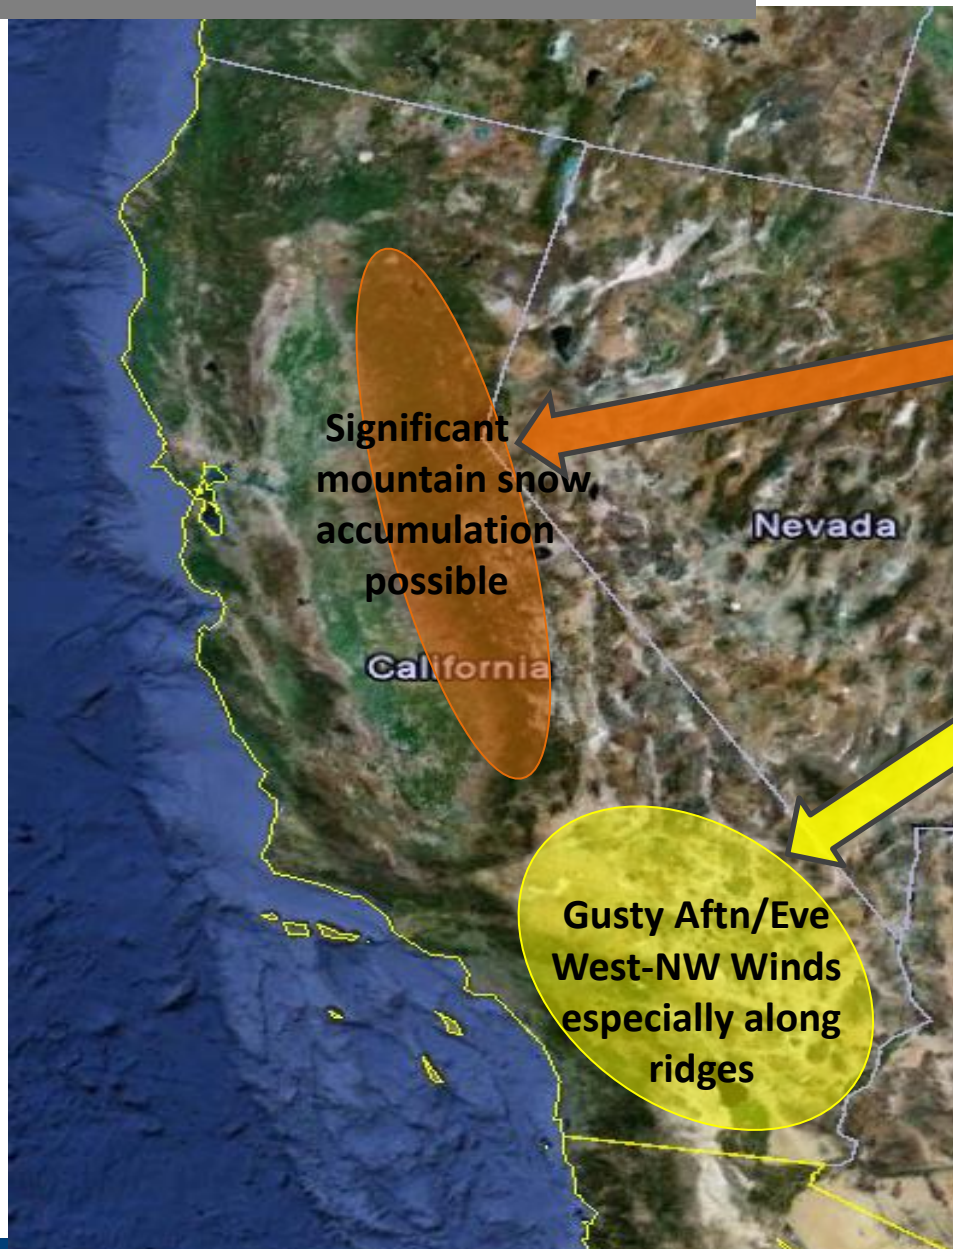 Significant
mountain snow
accumulation
possible
Nevada
California
Gusty Aftn/Eve
West-NW Winds
especially along
ridges